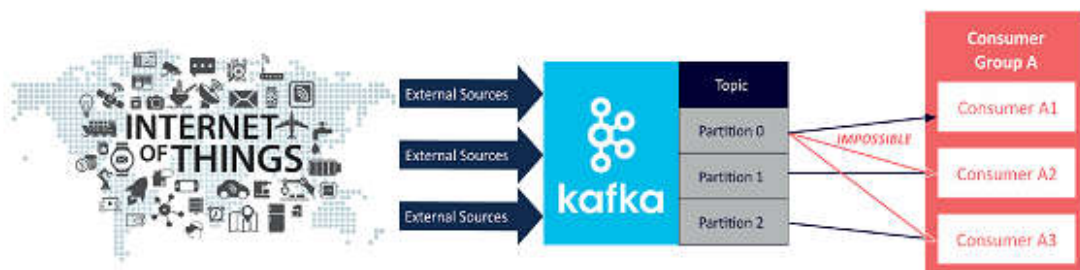 INTERNET
OF THINGS
External Sources
External Sources
External Sources
kafka
Topic
Partition 0
Partition 1
Partition 2
IMPOSSIBLE
Consumer
Group A
Consumer A1
Consumer A2
Consumer A3